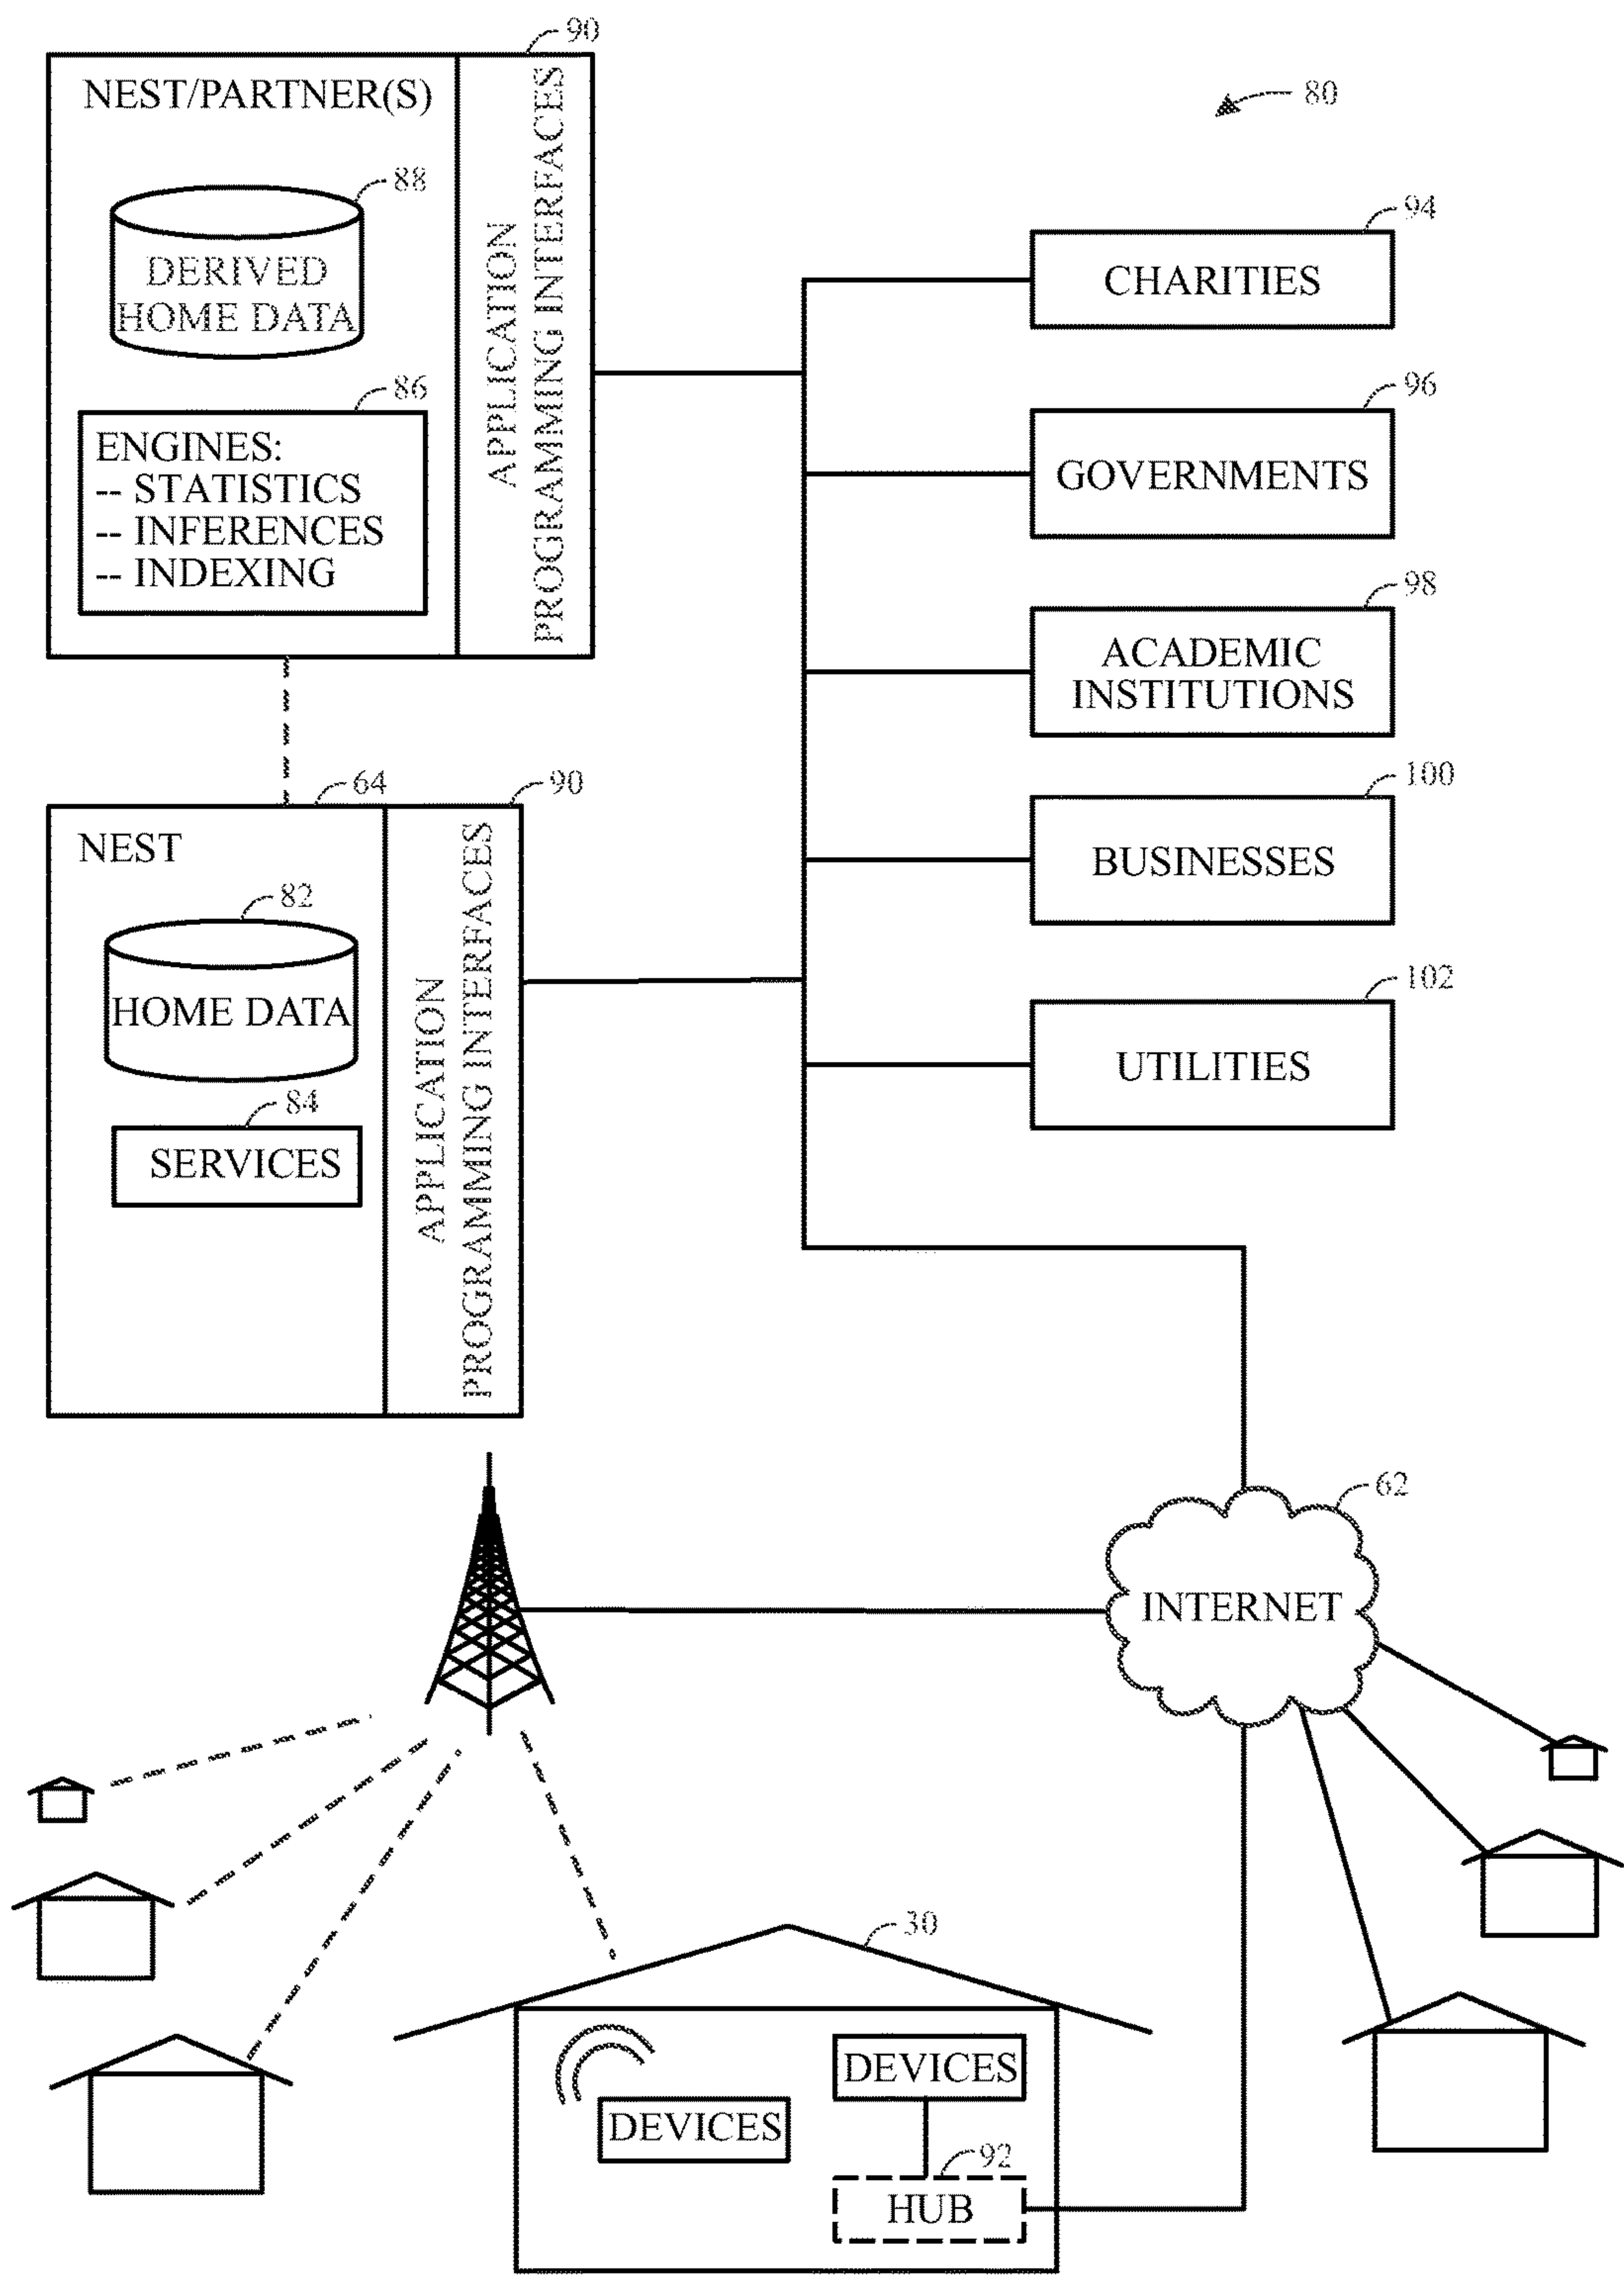 90
NEST/PARTNER(S)
80
88
DERIVED
HOME DATA
86
ENGINES:
-- STATISTICS
-- INFERENCES
-- INDEXING
APPLICATION
PROGRAMMING INTERFACES
94
CHARITIES
96
GOVERNMENTS
98
ACADEMIC
INSTITUTIONS
100
BUSINESSES
102
UTILITIES
64
90
NEST
82
HOME DATA
84
SERVICES
APPLICATION
PROGRAMMING INTERFACES
62
INTERNET
30
DEVICES
DEVICES
92
HUB